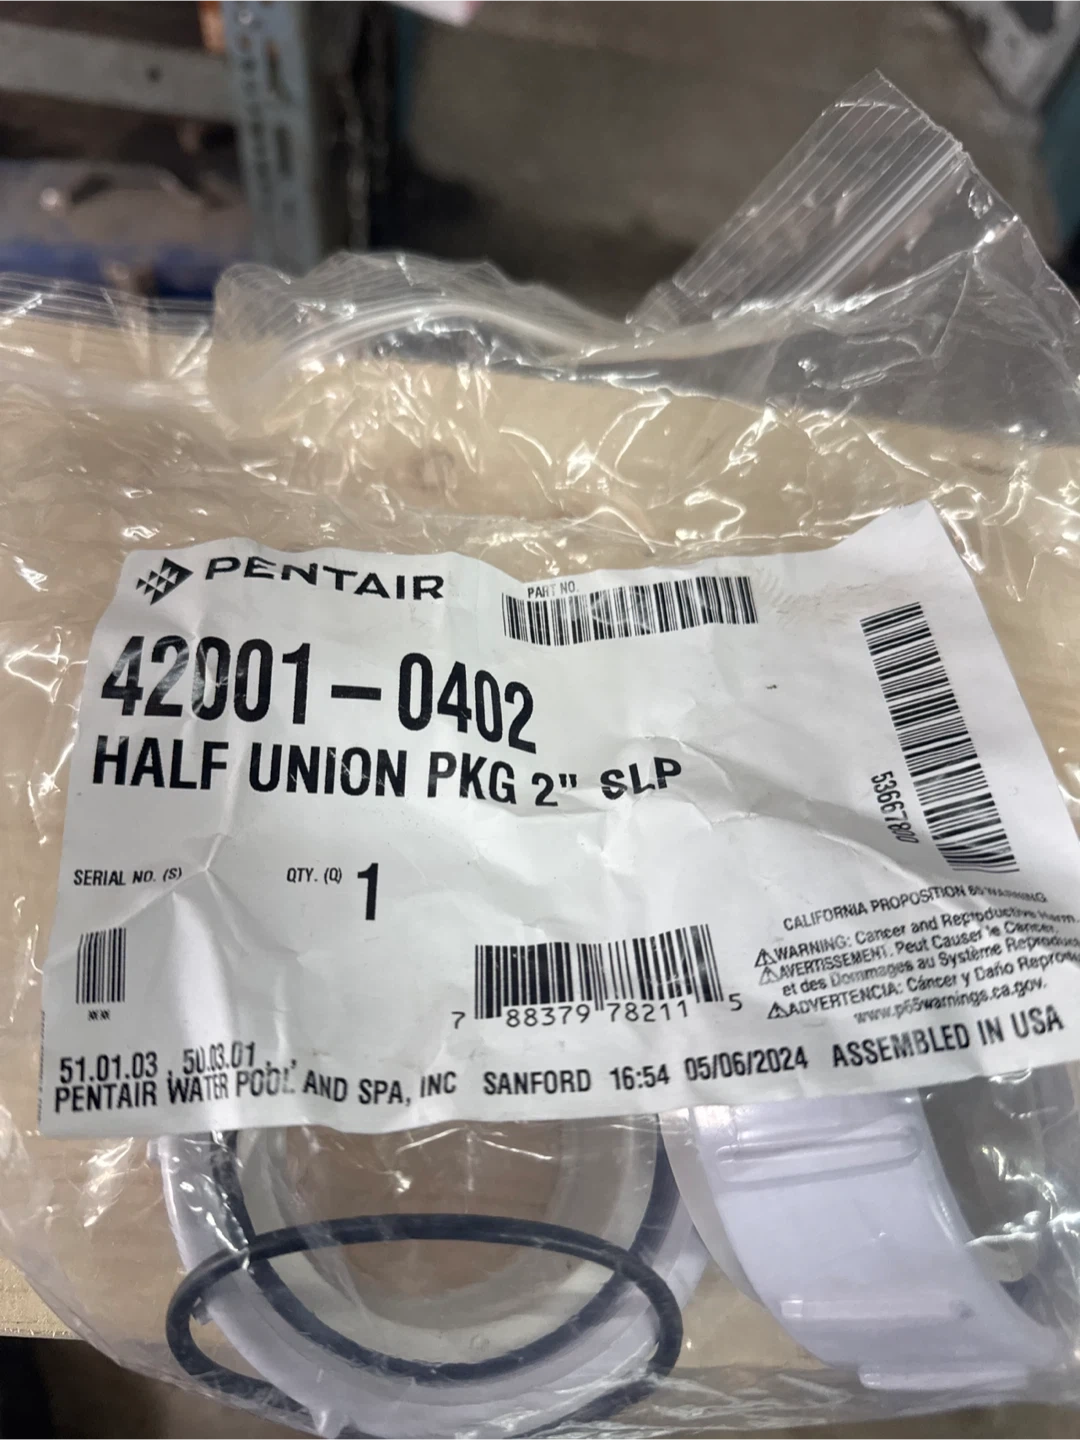 PENTAIR
PART NO.
42001-0402
HALF UNION PKG 2" SLP
53667800
SERIAL NO. (S)
QTY. (Q) 1
CALIFORNIA PROPOSITION 65 WARNING
⚠WARNING: Cancer and Reproductive Harm.
⚠AVERTISSEMENT: Peut Causer le Cancer
et des Dommages au Système
⚠ADVERTENCIA: Cáncer y Daño
www.p65warnings.ca.gov.
7 88379 78211 5
51.01.03 , 50.03.01 , ,
PENTAIR WATER POOL AND SPA, INC SANFORD 16:54 05/06/2024 ASSEMBLED IN USA